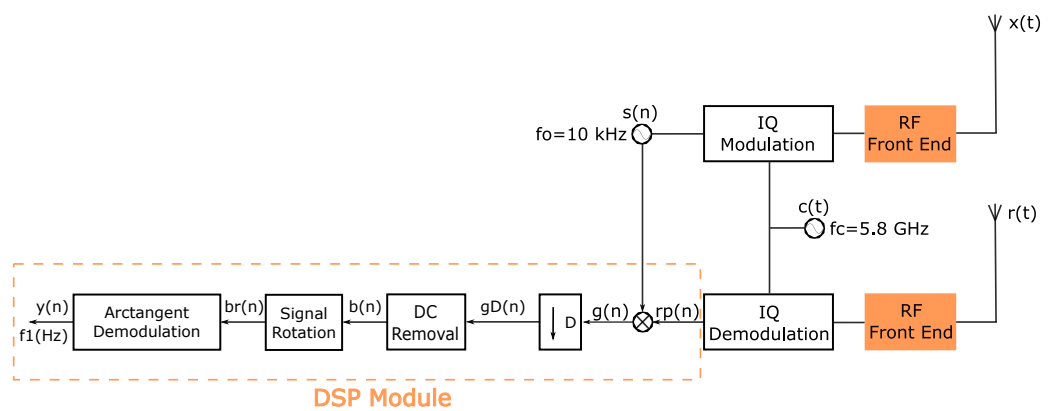 x(t)
s(n)
fo=10 kHz
IQ
Modulation
RF
Front End
c(t)
fc=5.8 GHz
r(t)
y(n)
f1(Hz)
Arctangent
Demodulation
br(n)
Signal
Rotation
b(n)
DC
Removal
gD(n)
D
g(n)
rp(n)
IQ
Demodulation
RF
Front End
DSP Module